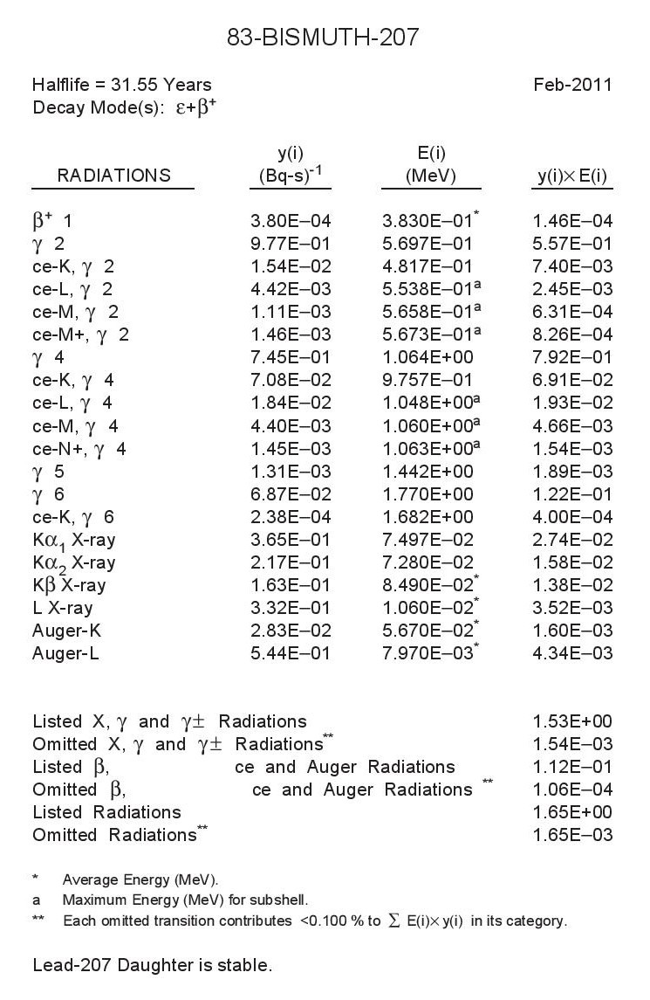 83-BISMUTH-207
Halflife = 31.55 Years Feb-2011
Decay Mode(s): ε+β⁺
y(i) E(i)
RADIATIONS (Bq-s)⁻¹ (MeV) y(i)×E(i)
β⁺ 1 3.80E–04 3.830E–01* 1.46E–04
γ 2 9.77E–01 5.697E–01 5.57E–01
ce-K, γ 2 1.54E–02 4.817E–01 7.40E–03
ce-L, γ 2 4.42E–03 5.538E–01ᵃ 2.45E–03
ce-M, γ 2 1.11E–03 5.658E–01ᵃ 6.31E–04
ce-M+, γ 2 1.46E–03 5.673E–01ᵃ 8.26E–04
γ 4 7.45E–01 1.064E+00 7.92E–01
ce-K, γ 4 7.08E–02 9.757E–01 6.91E–02
ce-L, γ 4 1.84E–02 1.048E+00ᵃ 1.93E–02
ce-M, γ 4 4.40E–03 1.060E+00ᵃ 4.66E–03
ce-N+, γ 4 1.45E–03 1.063E+00ᵃ 1.54E–03
γ 5 1.31E–03 1.442E+00 1.89E–03
γ 6 6.87E–02 1.770E+00 1.22E–01
ce-K, γ 6 2.38E–04 1.682E+00 4.00E–04
Kα₁ X-ray 3.65E–01 7.497E–02 2.74E–02
Kα₂ X-ray 2.17E–01 7.280E–02 1.58E–02
Kβ X-ray 1.63E–01 8.490E–02* 1.38E–02
L X-ray 3.32E–01 1.060E–02* 3.52E–03
Auger-K 2.83E–02 5.670E–02* 1.60E–03
Auger-L 5.44E–01 7.970E–03* 4.34E–03
Listed X, γ and γ± Radiations 1.53E+00
Omitted X, γ and γ± Radiations** 1.54E–03
Listed β, ce and Auger Radiations 1.12E–01
Omitted β, ce and Auger Radiations ** 1.06E–04
Listed Radiations 1.65E+00
Omitted Radiations** 1.65E–03
* Average Energy (MeV).
a Maximum Energy (MeV) for subshell.
** Each omitted transition contributes <0.100 % to Σ E(i)×y(i) in its category.
Lead-207 Daughter is stable.